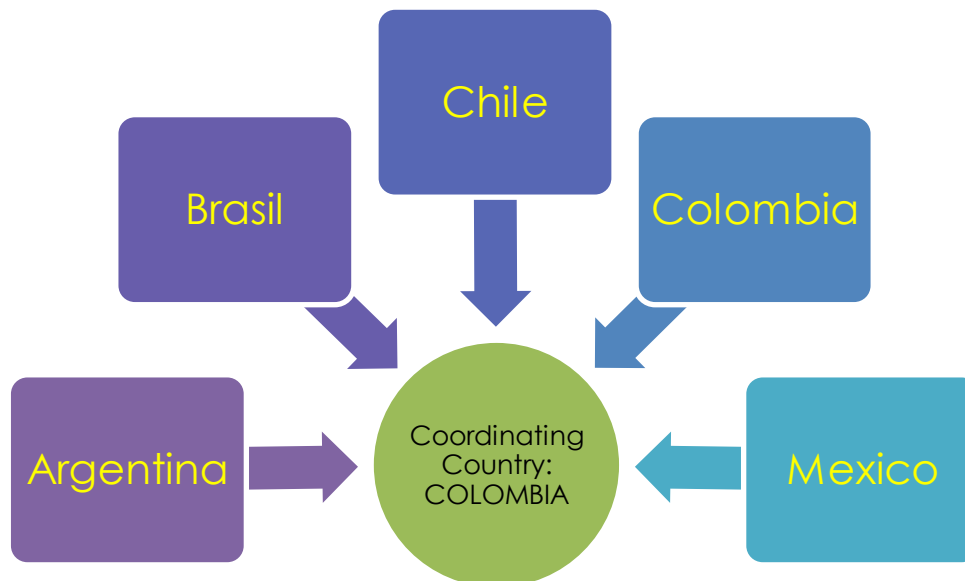 Chile
Brasil
Colombia
Argentina
Coordinating
Country:
COLOMBIA
Mexico